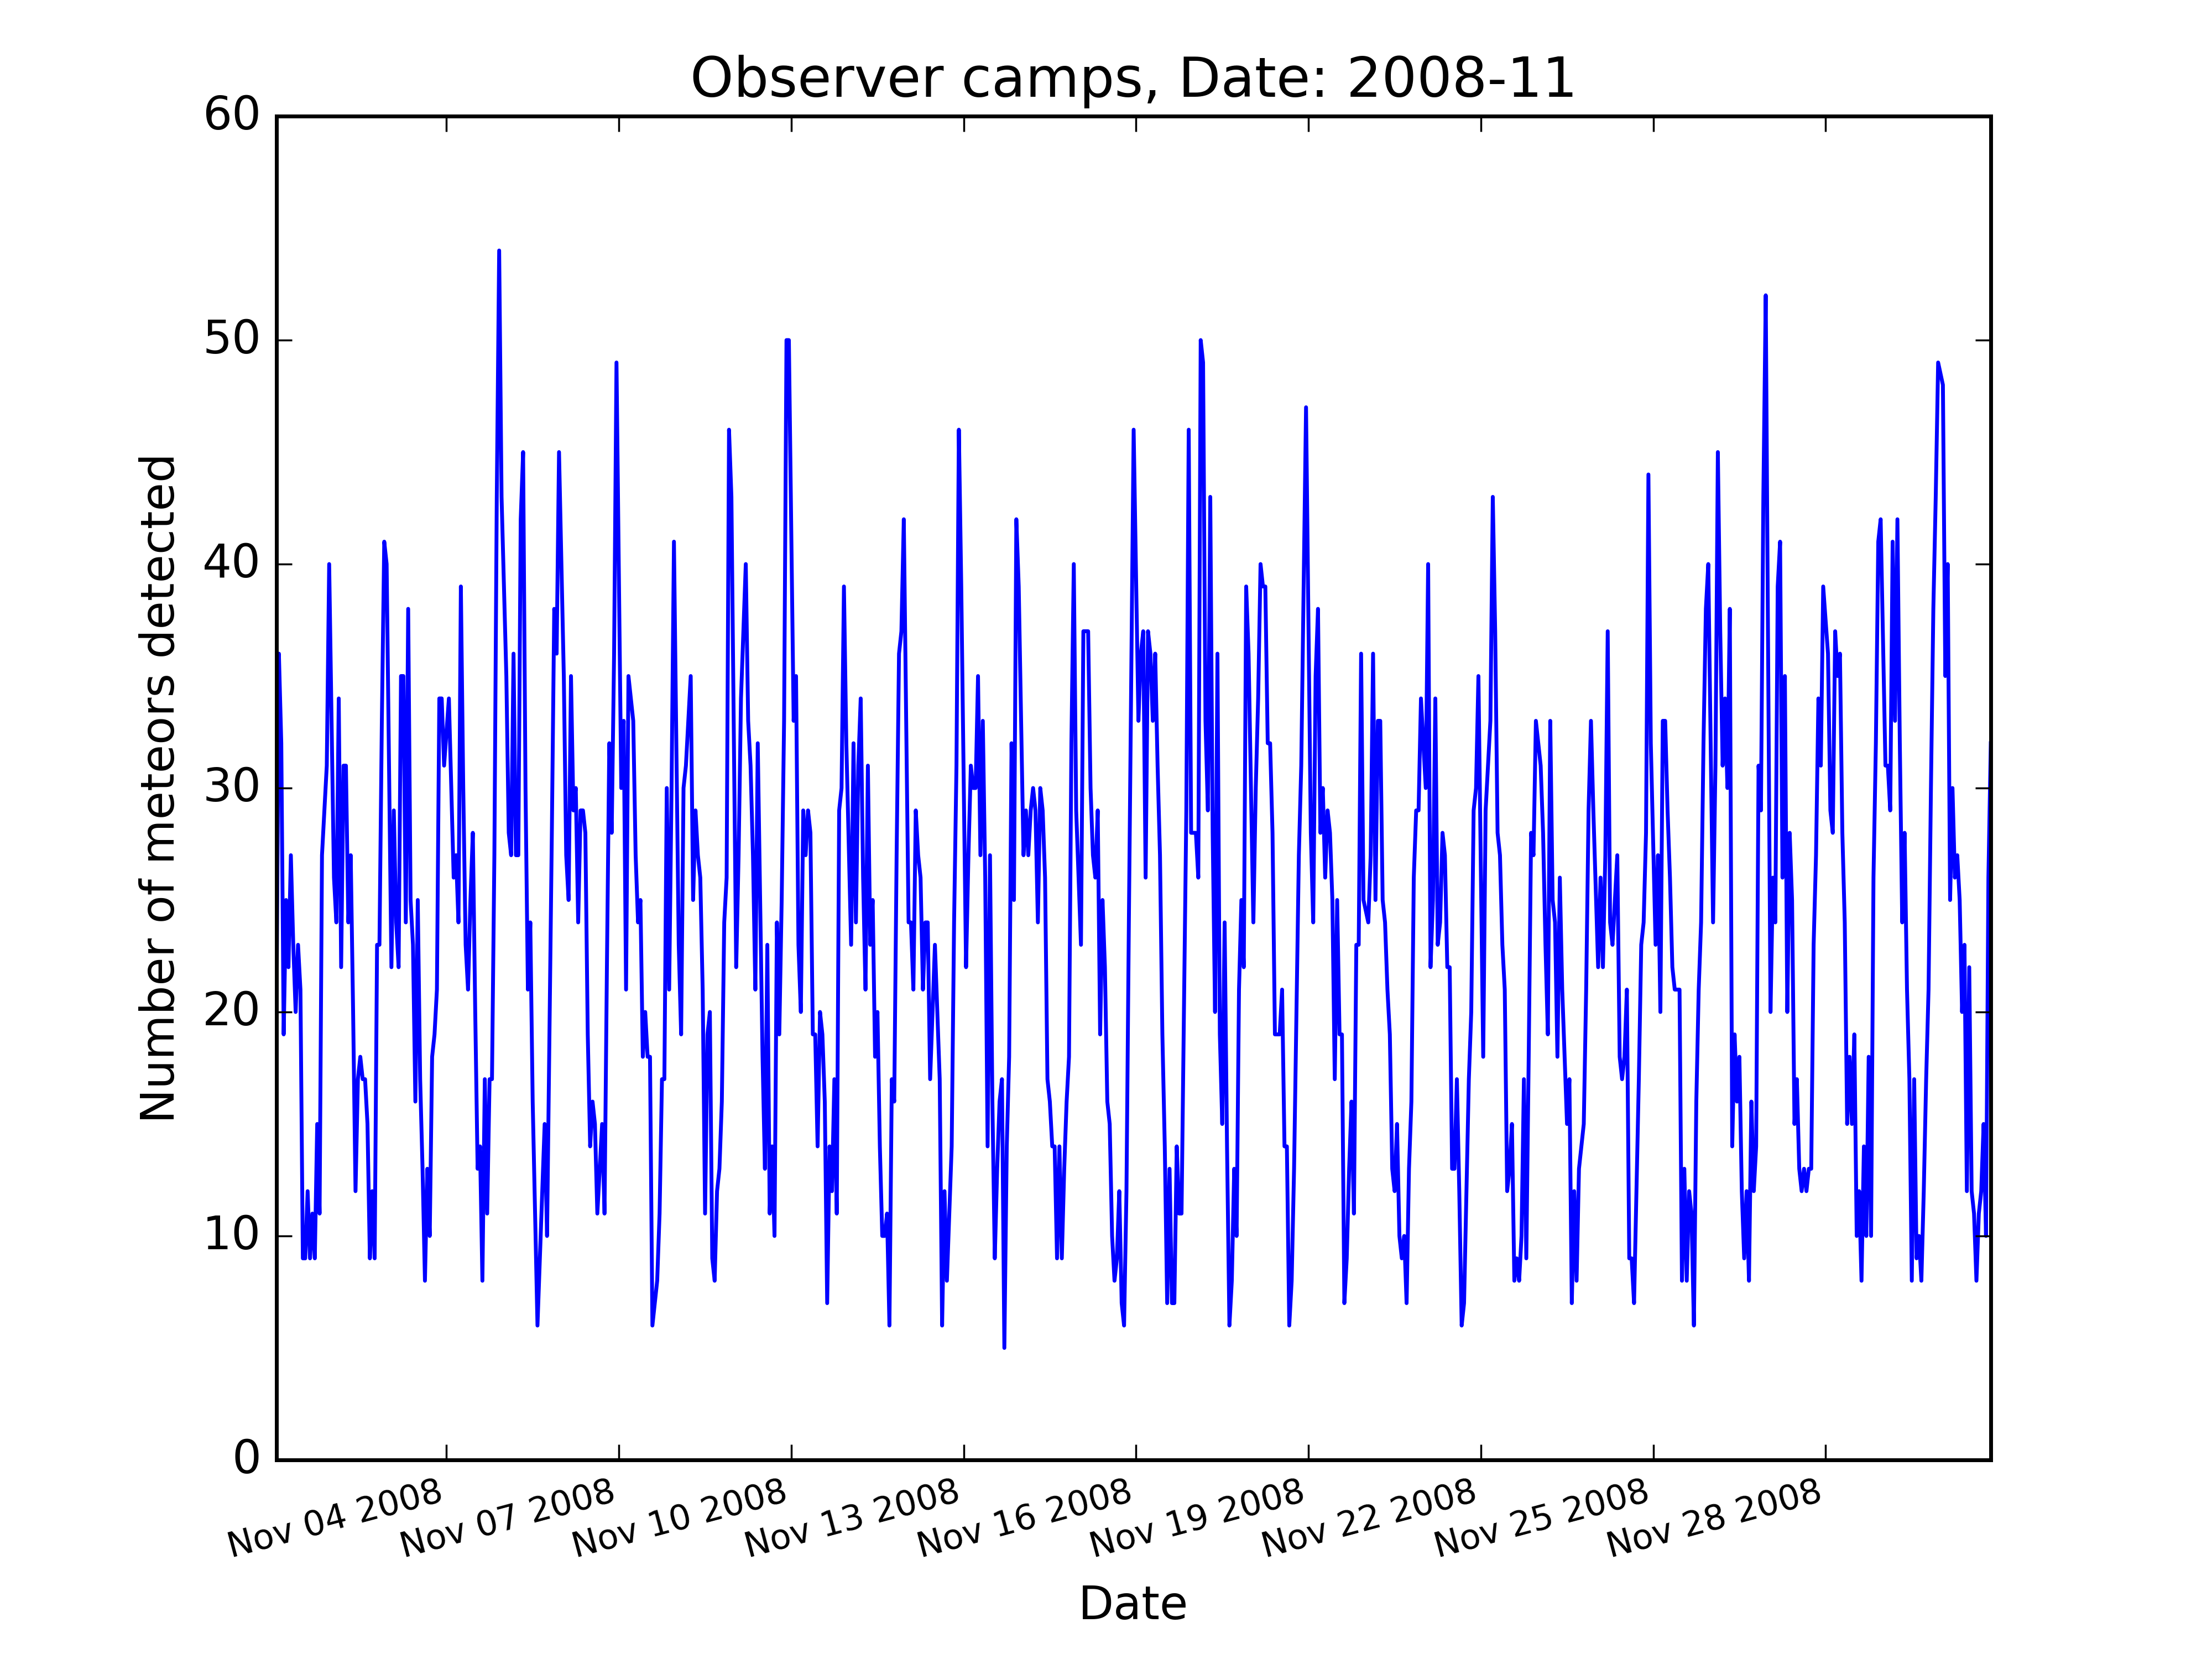 Observer camps, Date: 2008-11
60
50
40
30
20
10
0
Number of meteors detected
Nov 04 2008
Nov 07 2008
Nov 10 2008
Nov 13 2008
Nov 16 2008
Nov 19 2008
Nov 22 2008
Nov 25 2008
Nov 28 2008
Date